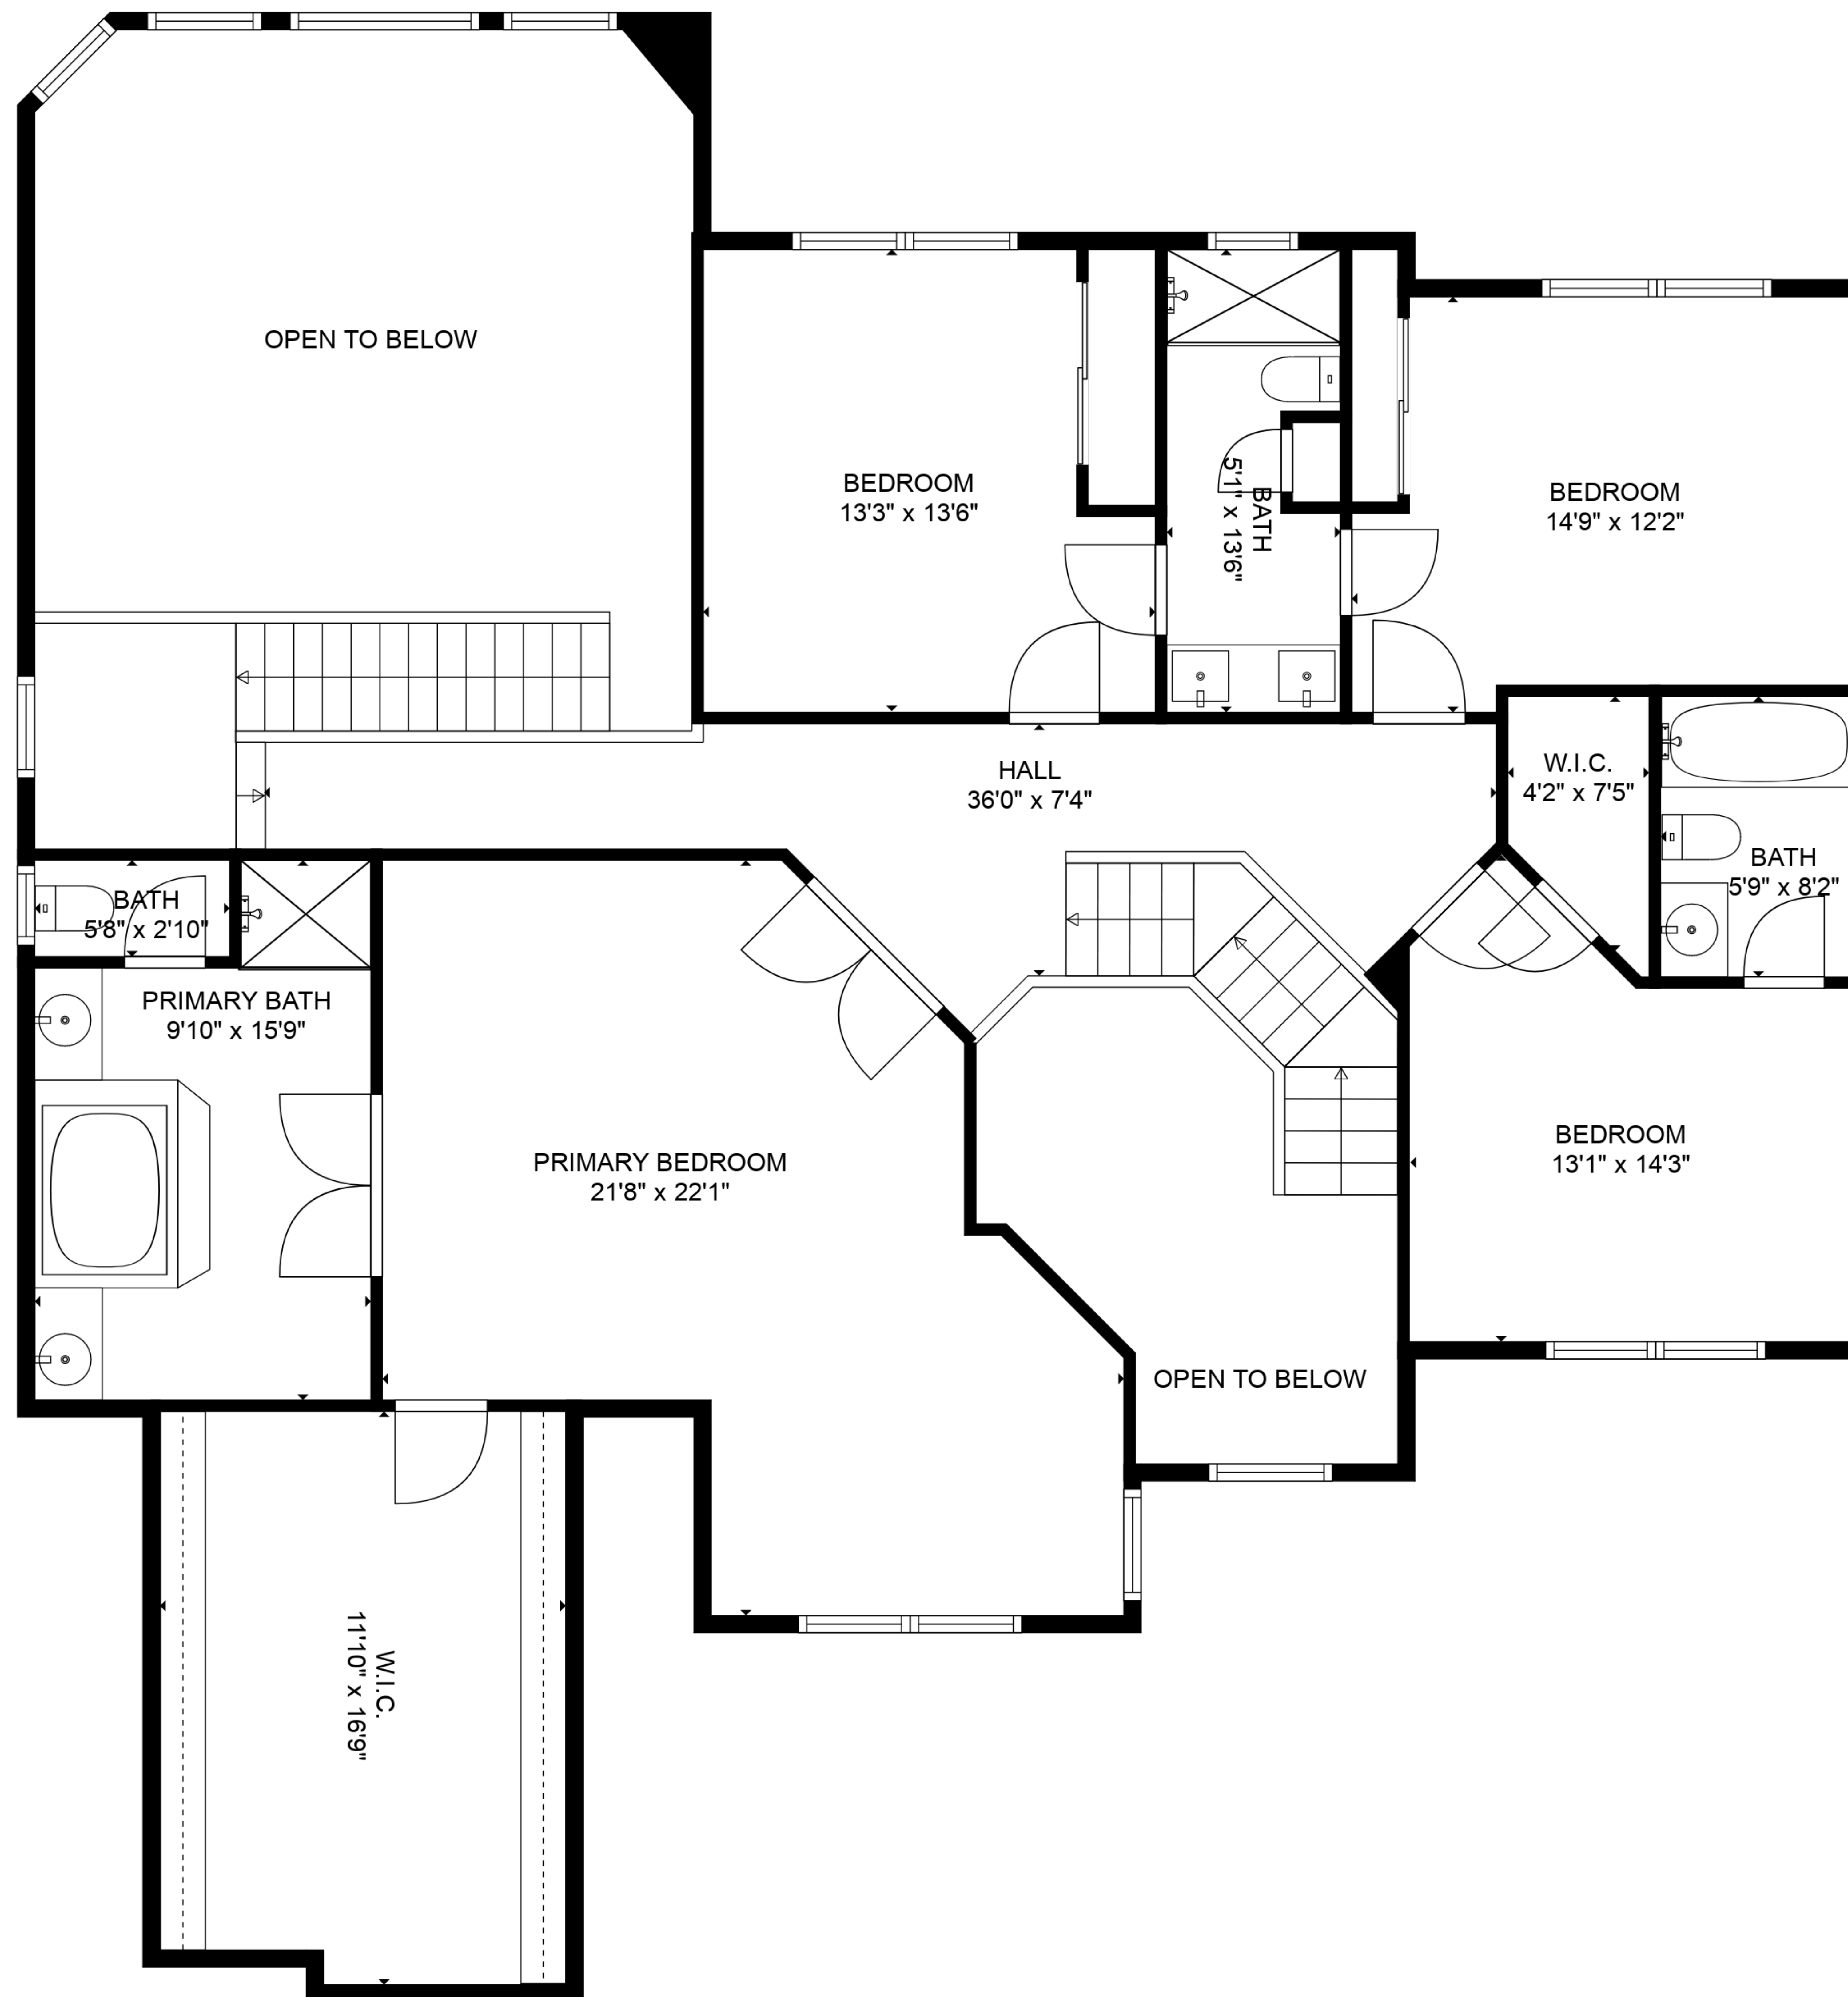 OPEN TO BELOW
BEDROOM
13'3" x 13'6"
BATH
5'1" x 13'6"
BEDROOM
14'9" x 12'2"
HALL
36'0" x 7'4"
W.I.C.
4'2" x 7'5"
BATH
5'9" x 8'2"
BATH
5'8" x 2'10"
PRIMARY BATH
9'10" x 15'9"
PRIMARY BEDROOM
21'8" x 22'1"
BEDROOM
13'1" x 14'3"
OPEN TO BELOW
W.I.C.
11'10" x 16'9"